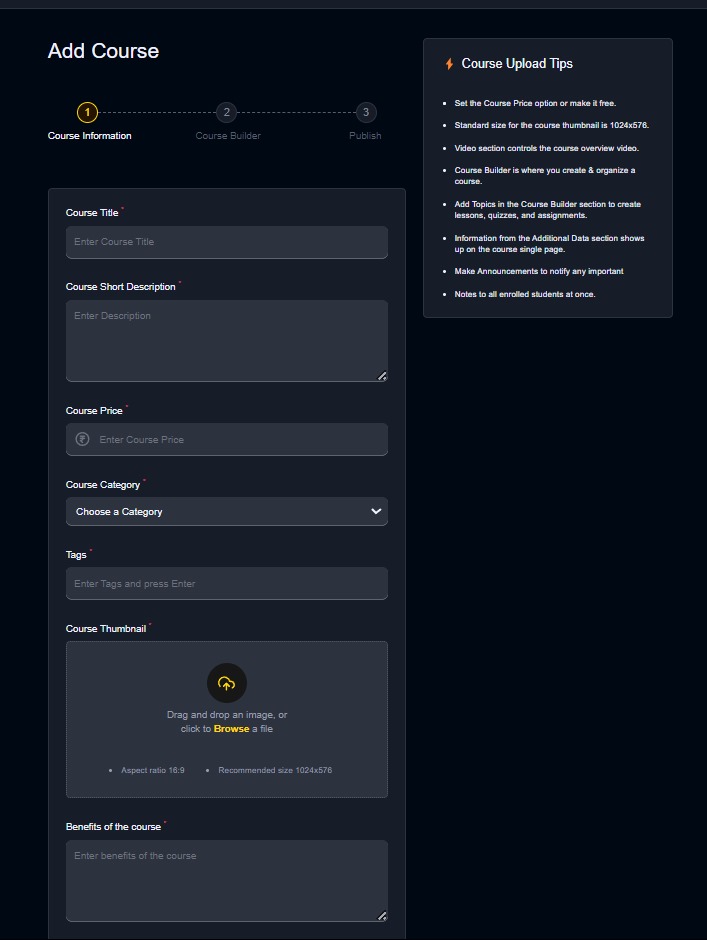 Add Course
1
2
3
Course Information
Course Builder
Publish
Course Title *
Enter Course Title
Course Short Description *
Enter Description
Course Price *
₹
Enter Course Price
Course Category *
Choose a Category
Tags *
Enter Tags and press Enter
Course Thumbnail *
Drag and drop an image, or
click to Browse a file
• Aspect ratio 16:9
• Recommended size 1024x576
Benefits of the course *
Enter benefits of the course
Course Upload Tips
• Set the Course Price option or make it free.
• Standard size for the course thumbnail is 1024x576.
• Video section controls the course overview video.
• Course Builder is where you create & organize a
course.
• Add Topics in the Course Builder section to create
lessons, quizzes, and assignments.
• Information from the Additional Data section shows
up on the course single page.
• Make Announcements to notify any important
• Notes to all enrolled students at once.